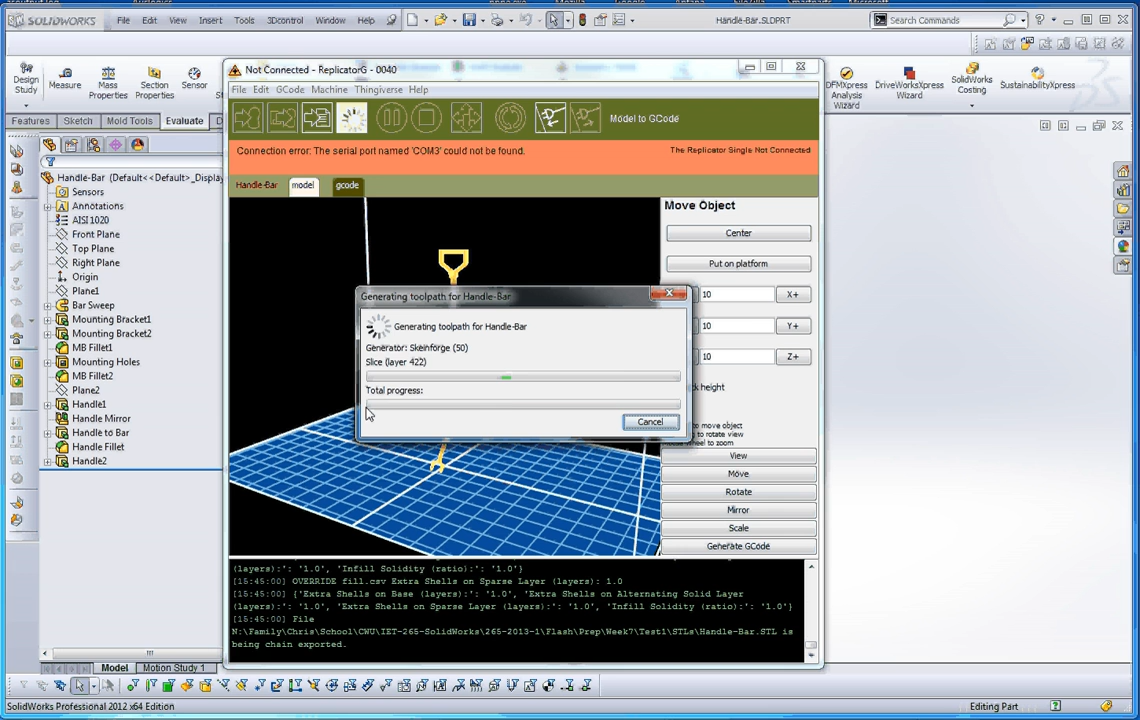 SOLIDWORKS File Edit View Insert Tools 3Dcontrol Window Help Handle-Bar.SLDPRT Search Commands
Design Study
Measure
Mass Properties
Section Properties
Sensor
DFMXpress Analysis Wizard
DriveWorksXpress Wizard
SolidWorks Costing
SustainabilityXpress
Features Sketch Mold Tools Evaluate
Handle-Bar (Default<<Default>_Display
Sensors
Annotations
AISI 1020
Front Plane
Top Plane
Right Plane
Origin
Plane1
Bar Sweep
Mounting Bracket1
Mounting Bracket2
MB Fillet1
Mounting Holes
MB Fillet2
Plane2
Handle1
Handle Mirror
Handle to Bar
Handle Fillet
Handle2
Not Connected - ReplicatorG - 0040
File Edit GCode Machine Thingiverse Help
Model to GCode
Connection error: The serial port named 'COM3' could not be found.
The Replicator Single Not Connected
Handle-Bar model gcode
Move Object
Center
Put on platform
10 X+
10 Y+
10 Z+
height
to move object
to rotate view
to zoom
View
Move
Rotate
Mirror
Scale
Generate GCode
Generating toolpath for Handle-Bar
Generating toolpath for Handle-Bar
Generator: Skeinforge (50)
Slice (layer 422)
Total progress:
Cancel
(layers):': '1.0', 'Infill Solidity (ratio):': '1.0'}
[15:45:00] OVERRIDE fill.csv Extra Shells on Sparse Layer (layers): 1.0
[15:45:00] {'Extra Shells on Base (layers):': '1.0', 'Extra Shells on Alternating Solid Layer
(layers):': '1.0', 'Extra Shells on Sparse Layer (layers):': '1.0', 'Infill Solidity (ratio):': '1.0'}
[15:45:00] File
N:\Family\Chris\School\CWU\IET-265-SolidWorks\265-2013-1\Flash\Prep\Week7\Test1\STLs\Handle-Bar.STL is
being chain exported.
Model Motion Study 1
SolidWorks Professional 2012 x64 Edition Editing Part